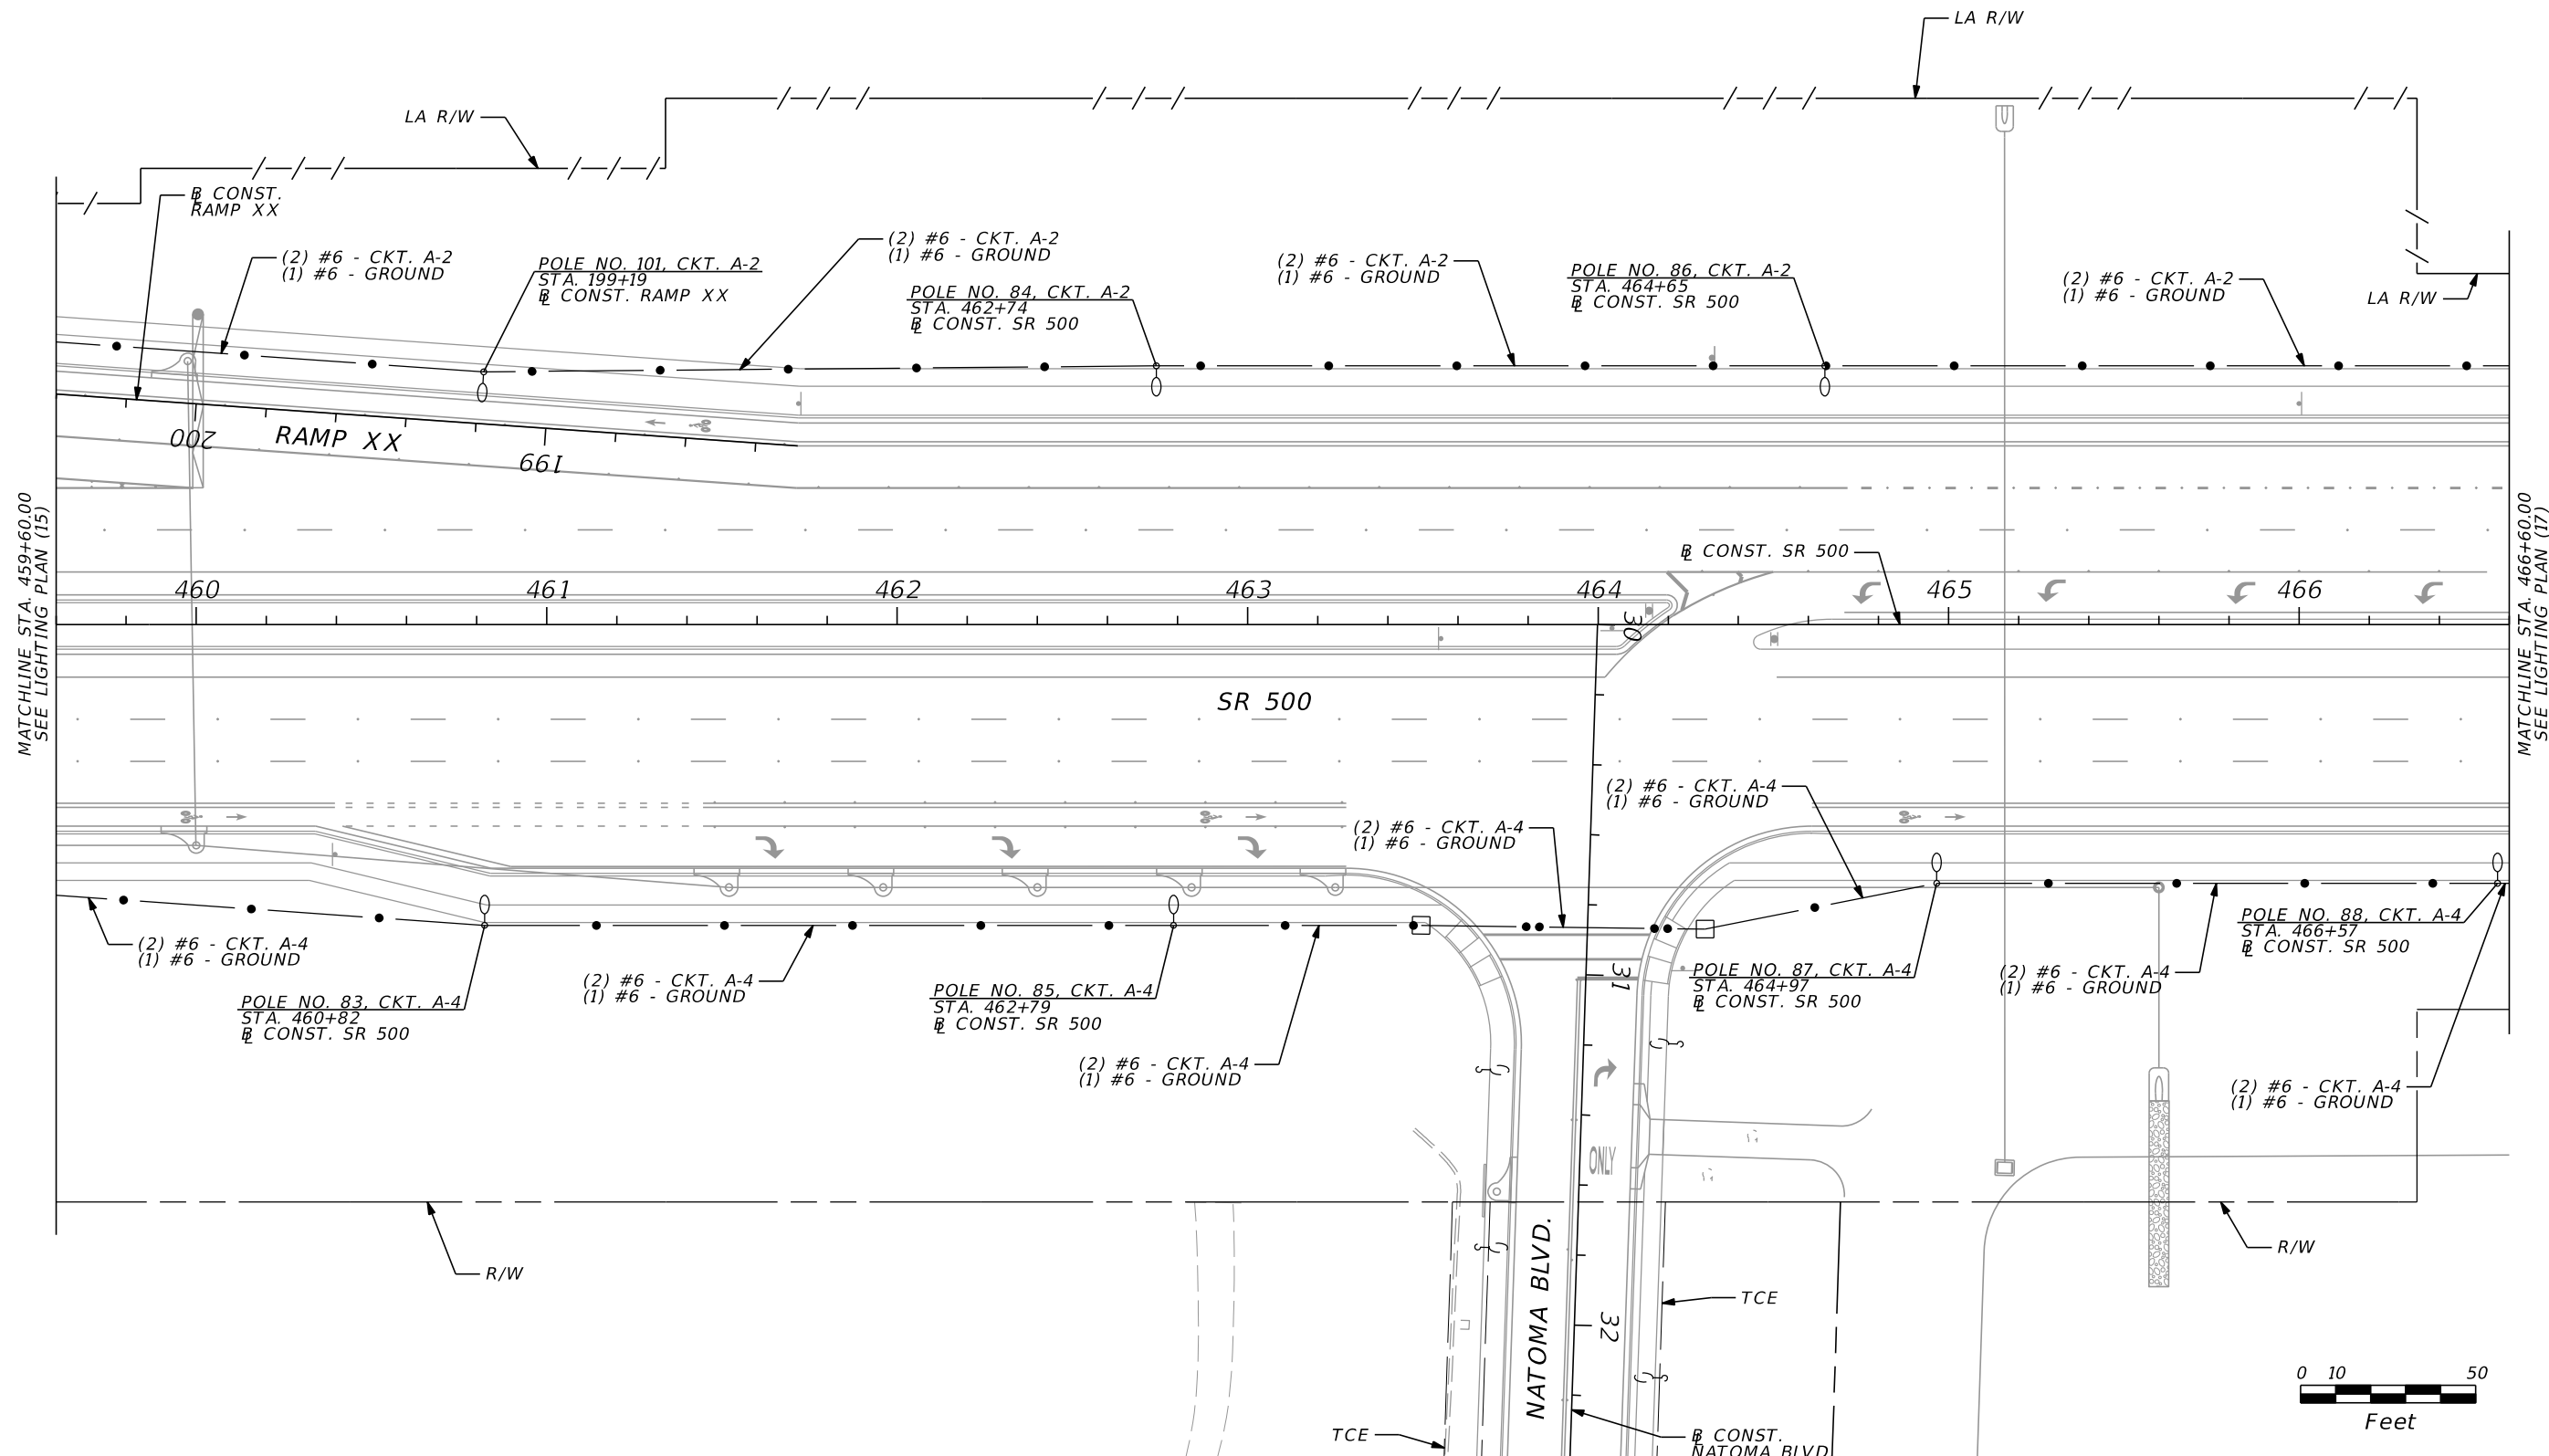 LA R/W
LA R/W
BL CONST.
RAMP XX
(2) #6 - CKT. A-2
(1) #6 - GROUND
POLE NO. 101, CKT. A-2
STA. 199+19
BL CONST. RAMP XX
(2) #6 - CKT. A-2
(1) #6 - GROUND
POLE NO. 84, CKT. A-2
STA. 462+74
BL CONST. SR 500
(2) #6 - CKT. A-2
(1) #6 - GROUND
POLE NO. 86, CKT. A-2
STA. 464+65
BL CONST. SR 500
(2) #6 - CKT. A-2
(1) #6 - GROUND
LA R/W
200
RAMP XX
199
MATCHLINE STA. 459+60.00
SEE LIGHTING PLAN (15)
MATCHLINE STA. 466+60.00
SEE LIGHTING PLAN (17)
BL CONST. SR 500
460
461
462
463
464
465
466
30
SR 500
(2) #6 - CKT. A-4
(1) #6 - GROUND
(2) #6 - CKT. A-4
(1) #6 - GROUND
(2) #6 - CKT. A-4
(1) #6 - GROUND
POLE NO. 83, CKT. A-4
STA. 460+82
BL CONST. SR 500
(2) #6 - CKT. A-4
(1) #6 - GROUND
POLE NO. 85, CKT. A-4
STA. 462+79
BL CONST. SR 500
(2) #6 - CKT. A-4
(1) #6 - GROUND
31
POLE NO. 87, CKT. A-4
STA. 464+97
BL CONST. SR 500
(2) #6 - CKT. A-4
(1) #6 - GROUND
POLE NO. 88, CKT. A-4
STA. 466+57
BL CONST. SR 500
(2) #6 - CKT. A-4
(1) #6 - GROUND
ONLY
R/W
R/W
NATOMA BLVD.
TCE
32
TCE
BL CONST.
NATOMA BLVD
0 10 50
Feet